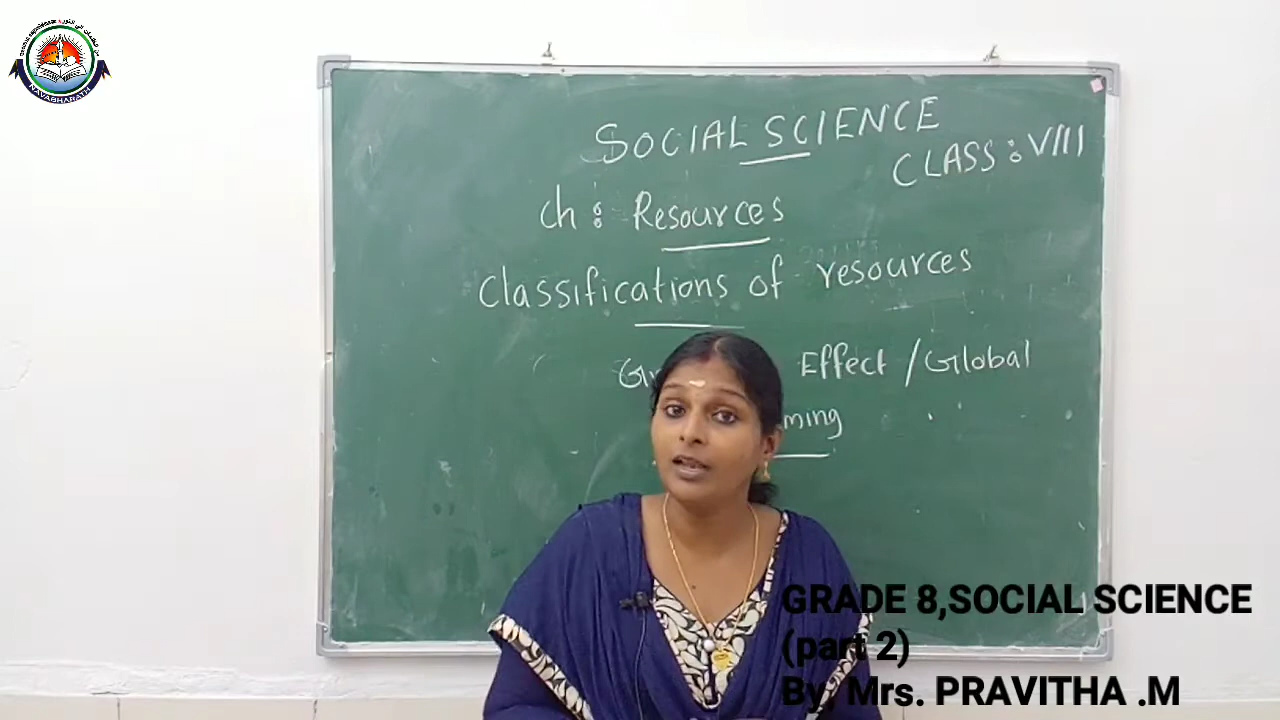 NAVABHARATH
SOCIAL SCIENCE
CLASS : VIII
ch : Resources
Classifications of resources
Effect / Global
GRADE 8,SOCIAL SCIENCE
(part 2)
By, Mrs. PRAVITHA .M